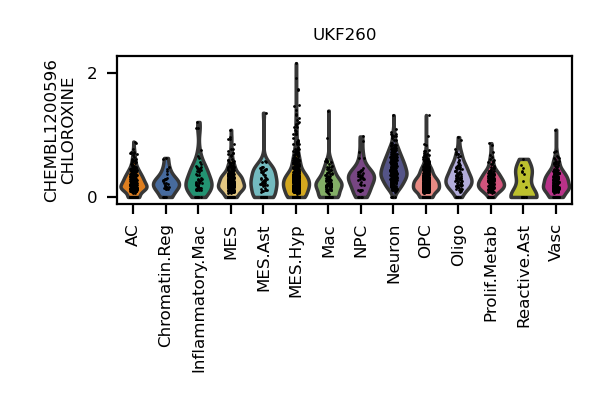 UKF260
CHEMBL1200596
CHLOROXINE
2
0
AC
Chromatin.Reg
Inflammatory.Mac
MES
MES.Ast
MES.Hyp
Mac
NPC
Neuron
OPC
Oligo
Prolif.Metab
Reactive.Ast
Vasc